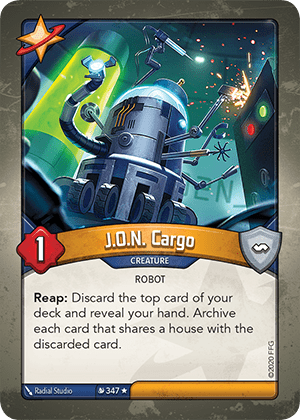 1
J.O.N. Cargo
CREATURE
ROBOT
Reap: Discard the top card of your
deck and reveal your hand. Archive
each card that shares a house with the
discarded card.
Radial Studio
347
©2020 FFG